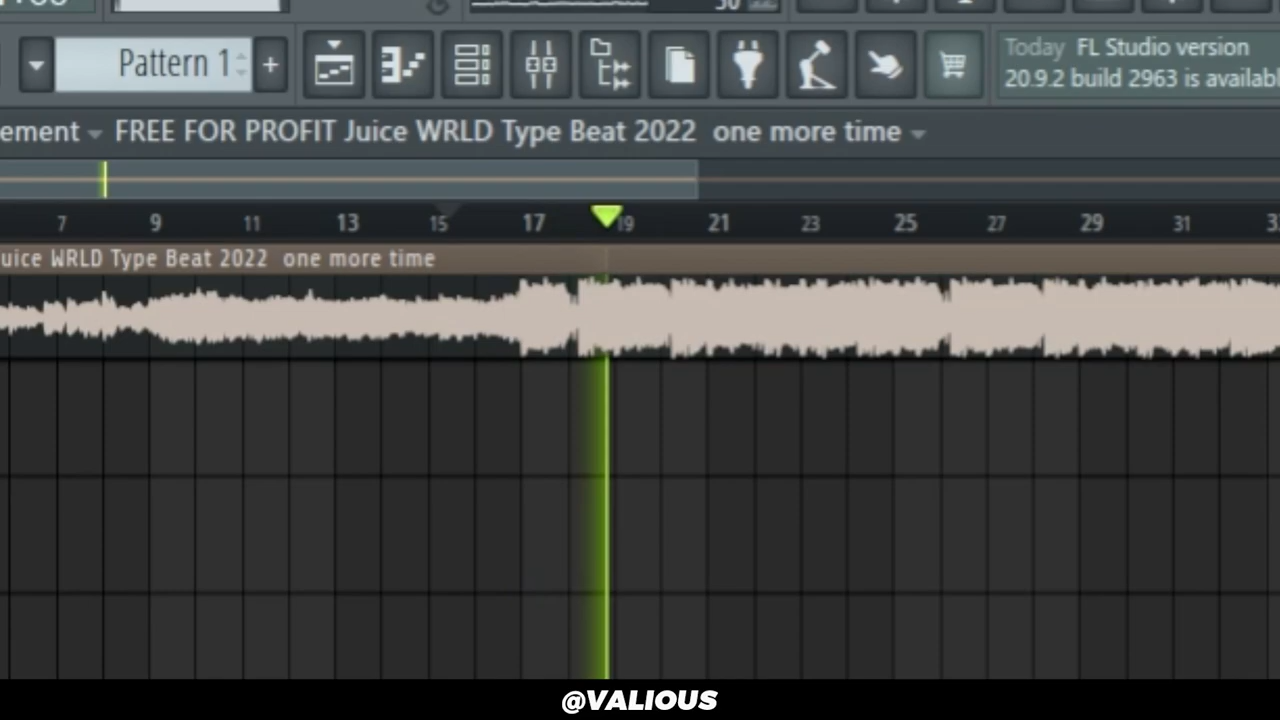 Pattern 1
+
Today FL Studio version
20.9.2 build 2963 is availabl
ement FREE FOR PROFIT Juice WRLD Type Beat 2022 one more time
7 9 11 13 15 17 19 21 23 25 27 29 31
uice WRLD Type Beat 2022 one more time
@VALIOUS